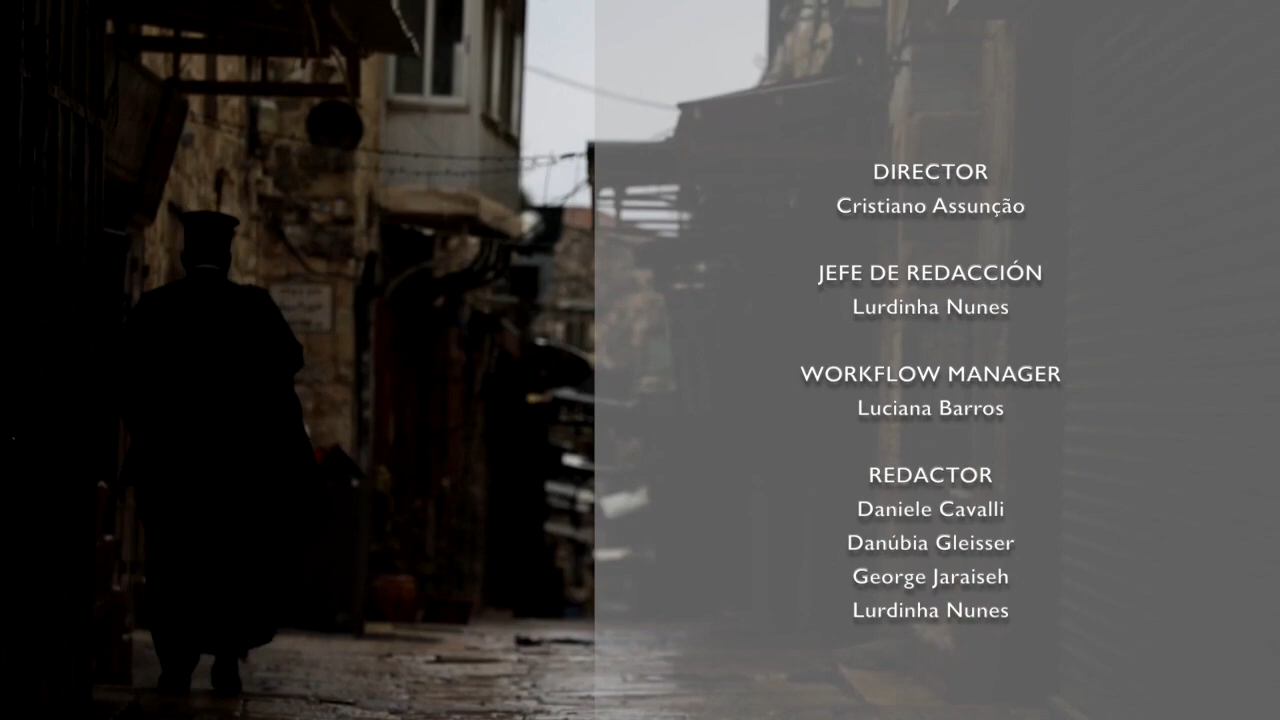 DIRECTOR
Cristiano Assunção
JEFE DE REDACCIÓN
Lurdinha Nunes
WORKFLOW MANAGER
Luciana Barros
REDACTOR
Daniele Cavalli
Danúbia Gleisser
George Jaraiseh
Lurdinha Nunes